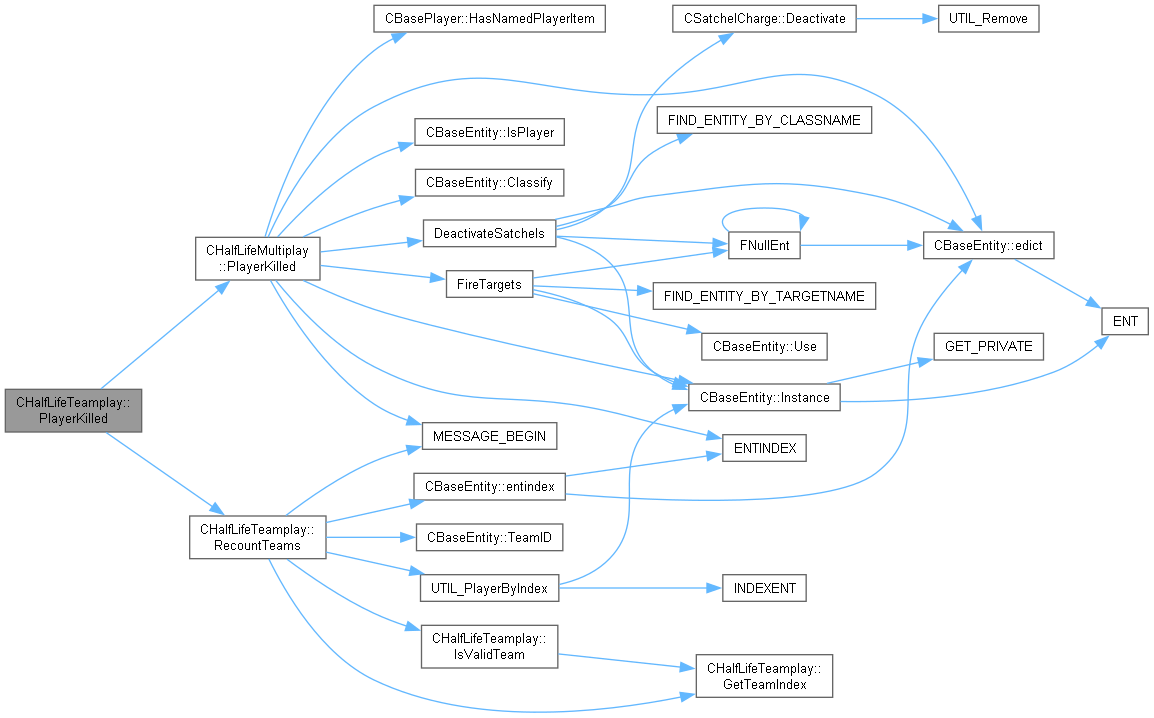 CBasePlayer::HasNamedPlayerItem
CSatchelCharge::Deactivate
UTIL_Remove
FIND_ENTITY_BY_CLASSNAME
CBaseEntity::IsPlayer
CBaseEntity::Classify
DeactivateSatchels
CHalfLifeMultiplay
::PlayerKilled
FNullEnt
CBaseEntity::edict
FireTargets
FIND_ENTITY_BY_TARGETNAME
ENT
CBaseEntity::Use
GET_PRIVATE
CBaseEntity::Instance
CHalfLifeTeamplay::
PlayerKilled
MESSAGE_BEGIN
ENTINDEX
CBaseEntity::entindex
CHalfLifeTeamplay::
RecountTeams
CBaseEntity::TeamID
UTIL_PlayerByIndex
INDEXENT
CHalfLifeTeamplay::
IsValidTeam
CHalfLifeTeamplay::
GetTeamIndex